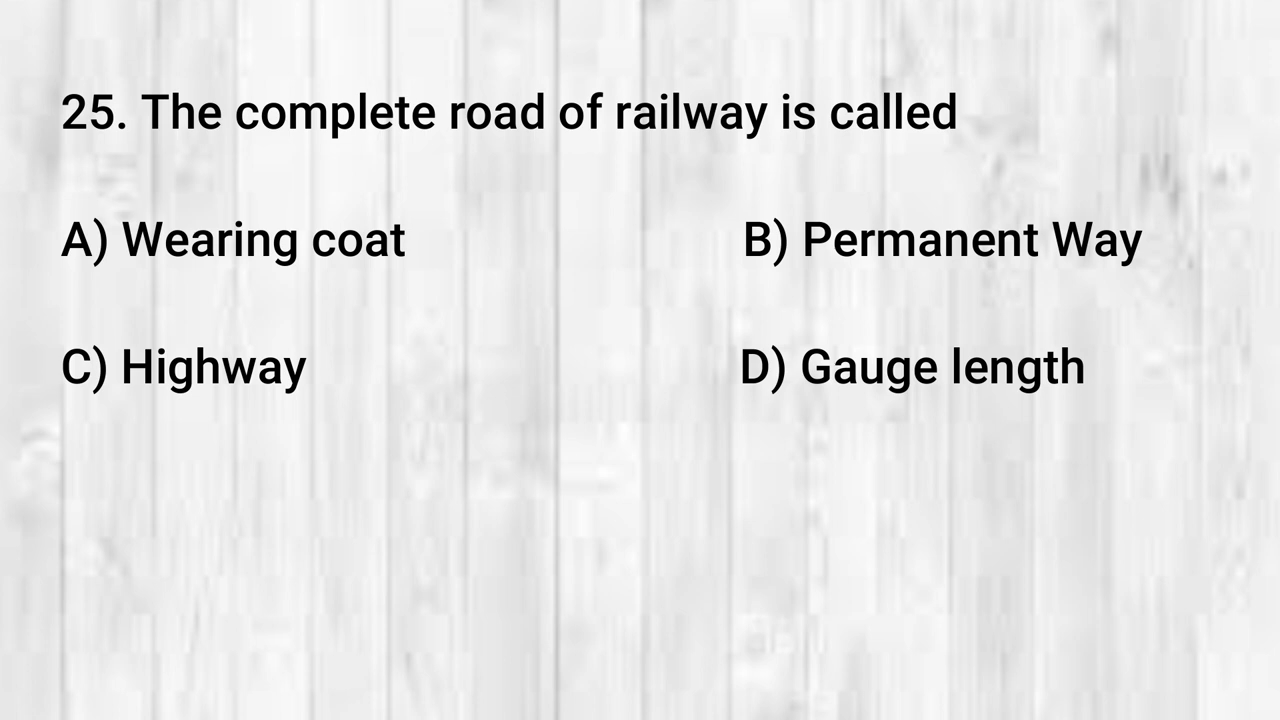 25. The complete road of railway is called
A) Wearing coat B) Permanent Way
C) Highway D) Gauge length